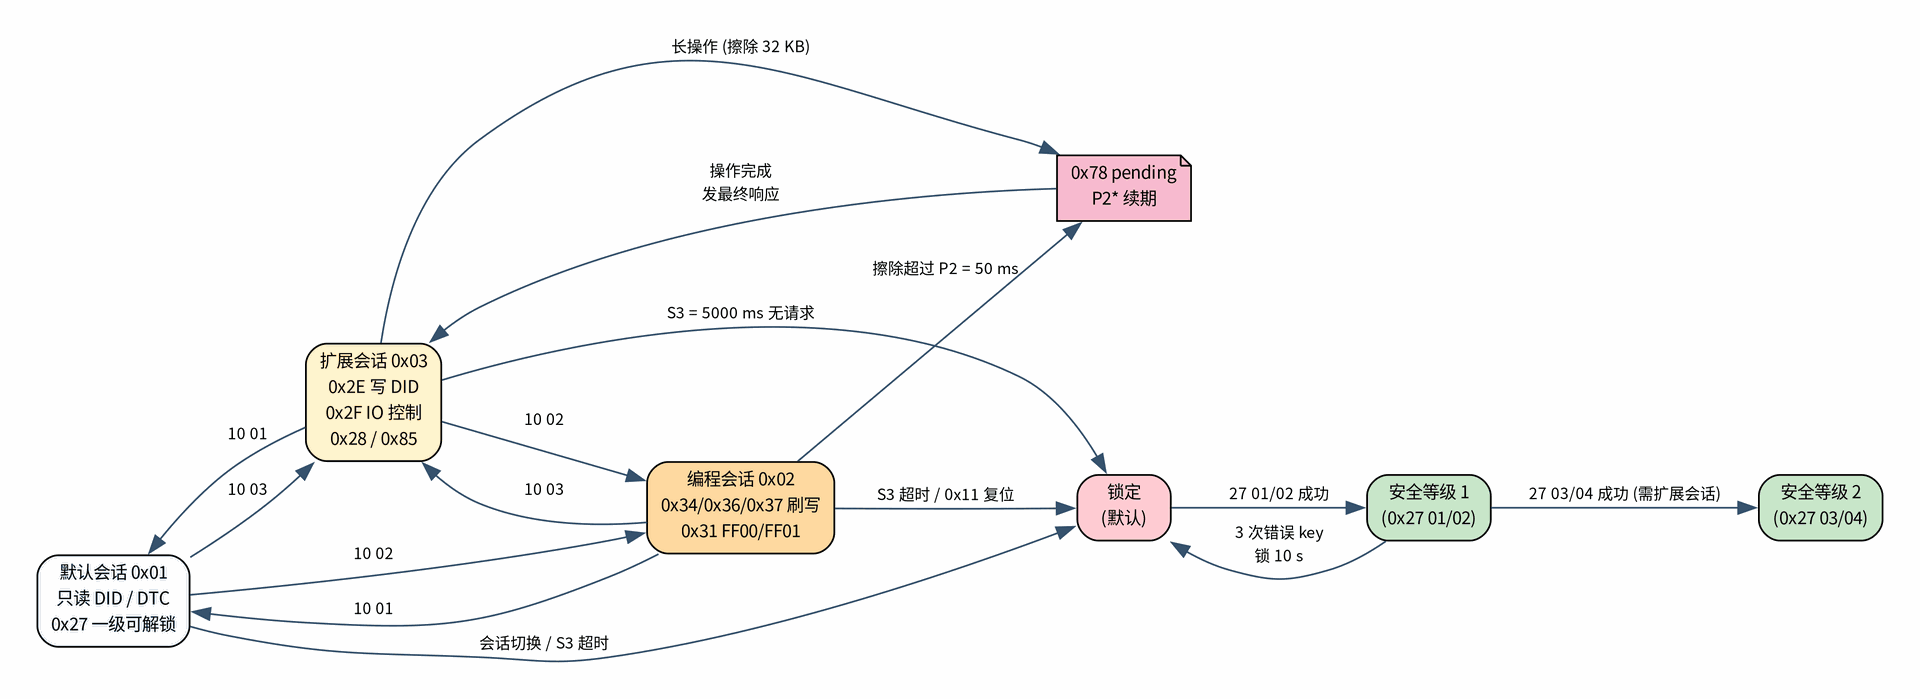 长操作 (擦除 32 KB)
0x78 pending
P2* 续期
操作完成
发最终响应
擦除超过 P2 = 50 ms
S3 = 5000 ms 无请求
扩展会话 0x03
0x2E 写 DID
0x2F IO 控制
0x28 / 0x85
10 01
10 02
10 03
10 03
编程会话 0x02
0x34/0x36/0x37 刷写
0x31 FF00/FF01
S3 超时 / 0x11 复位
锁定
(默认)
27 01/02 成功
安全等级 1
(0x27 01/02)
27 03/04 成功 (需扩展会话)
安全等级 2
(0x27 03/04)
3 次错误 key
锁 10 s
默认会话 0x01
只读 DID / DTC
0x27 一级可解锁
10 02
10 01
会话切换 / S3 超时